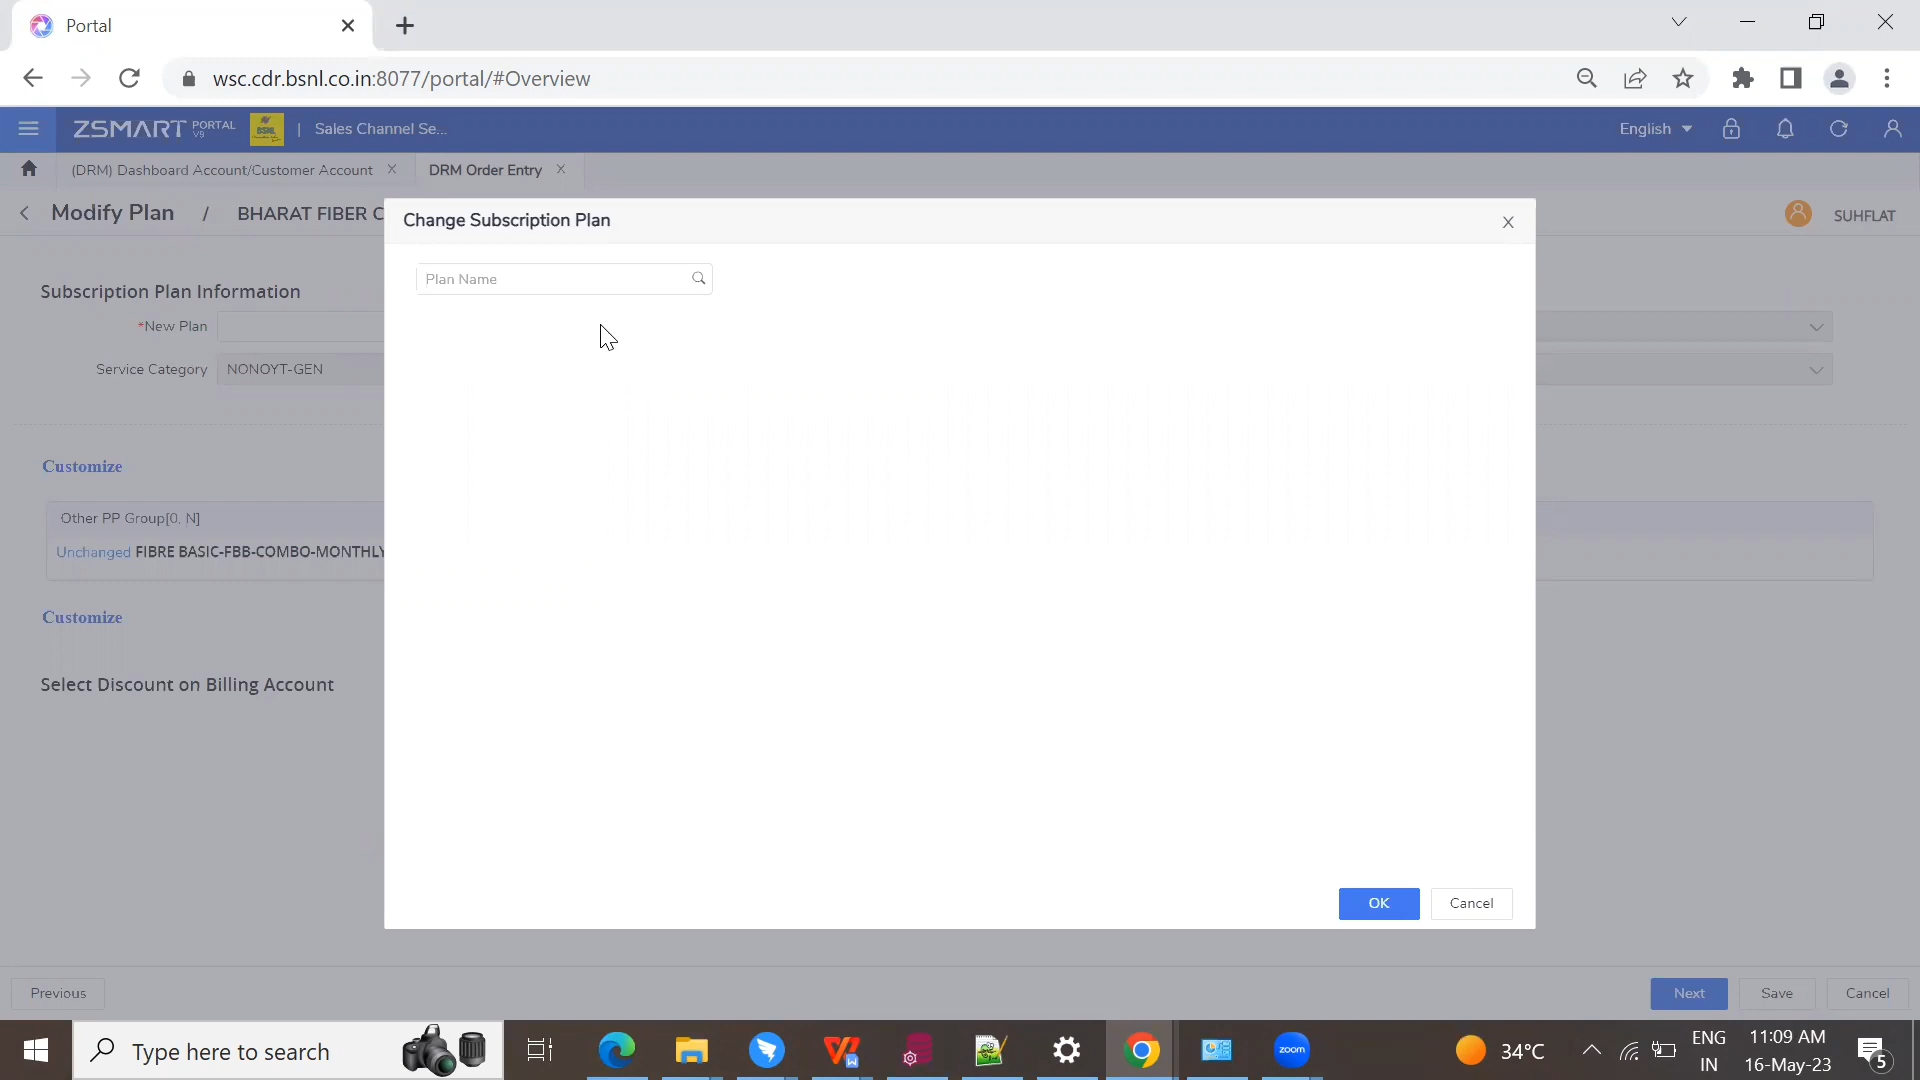 Portal
wsc.cdr.bsnl.co.in:8077/portal/#Overview
ZSMART PORTAL V9 BSNL | Sales Channel Se...
English
(DRM) Dashboard Account/Customer Account
DRM Order Entry
Modify Plan / BHARAT FIBER C
SUHFLAT
Change Subscription Plan
X
Plan Name
Subscription Plan Information
*New Plan
Service Category NONOYT-GEN
Customize
Other PP Group[0, N]
Unchanged FIBRE BASIC-FBB-COMBO-MONTHLY
Customize
Select Discount on Billing Account
OK
Cancel
Previous
Next
Save
Cancel
Type here to search
zoom
34°C
ENG
IN
11:09 AM
16-May-23
5